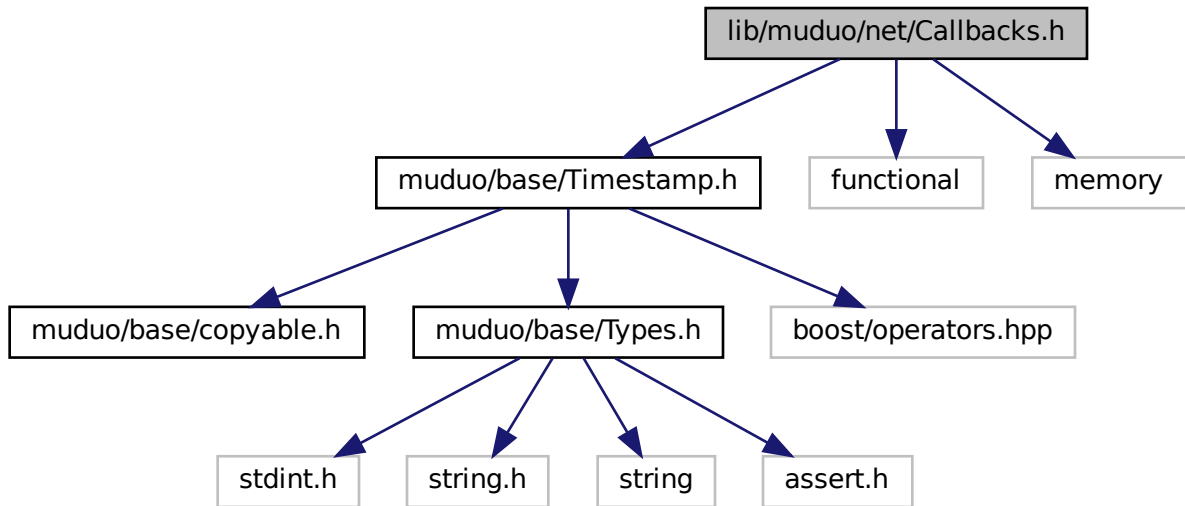 lib/muduo/net/Callbacks.h
muduo/base/Timestamp.h
functional
memory
muduo/base/copyable.h
muduo/base/Types.h
boost/operators.hpp
stdint.h
string.h
string
assert.h